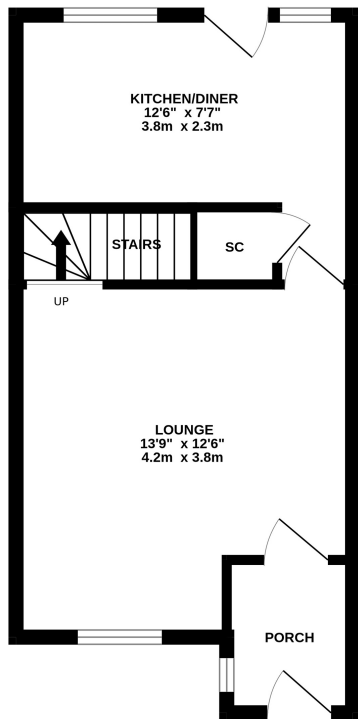 KITCHEN/DINER
12'6" x 7'7"
3.8m x 2.3m
STAIRS
SC
UP
LOUNGE
13'9" x 12'6"
4.2m x 3.8m
PORCH